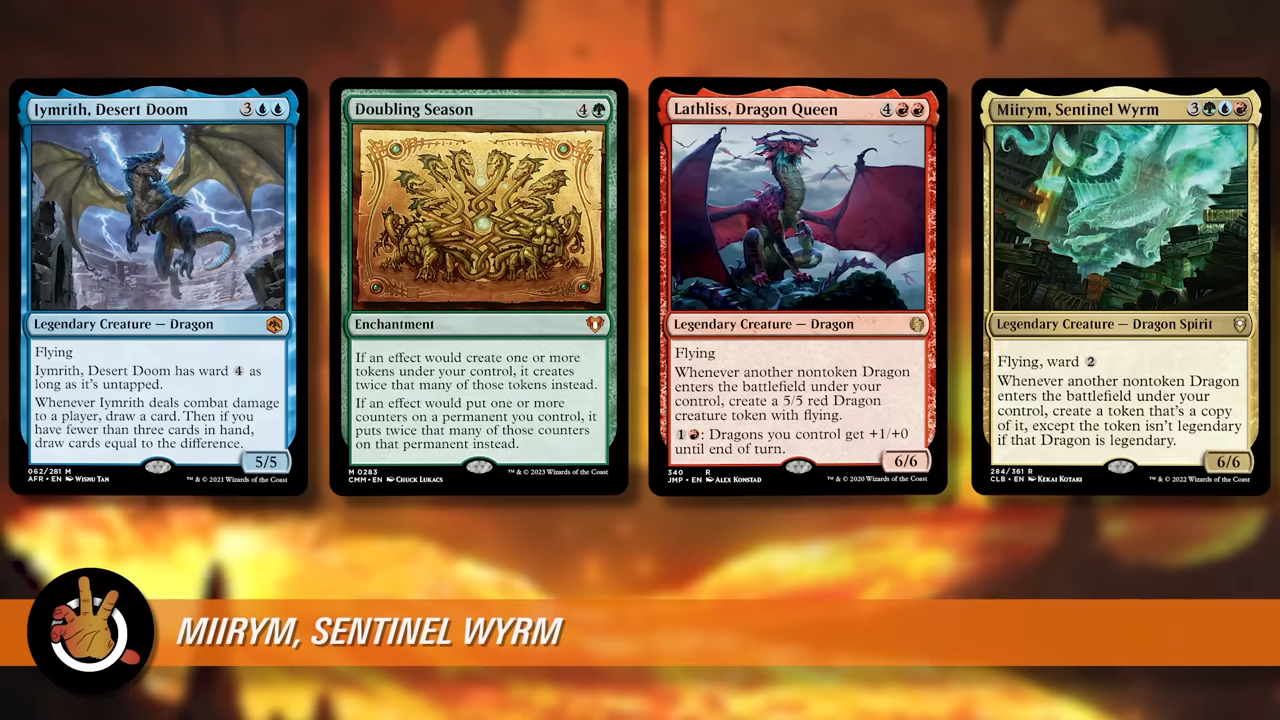 Iymrith, Desert Doom 3
Legendary Creature — Dragon
Flying
Iymrith, Desert Doom has ward 4 as
long as it's untapped.
Whenever Iymrith deals combat damage
to a player, draw a card. Then if you
have fewer than three cards in hand,
draw cards equal to the difference.
5/5
062/281 M
AFR • EN Wisnu Tan ™ & © 2021 Wizards of the Coast
Doubling Season 4
Enchantment
If an effect would create one or more
tokens under your control, it creates
twice that many of those tokens instead.
If an effect would put one or more
counters on a permanent you control, it
puts twice that many of those counters
on that permanent instead.
M 0283
CMM • EN Chuck Lukacs ™ & © 2023 Wizards of the Coast
Lathliss, Dragon Queen 4
Legendary Creature — Dragon
Flying
Whenever another nontoken Dragon
enters the battlefield under your
control, create a 5/5 red Dragon
creature token with flying.
1 : Dragons you control get +1/+0
until end of turn.
6/6
340 R
JMP • EN Alex Konstad ™ & © 2020 Wizards of the Coast
Miirym, Sentinel Wyrm 3
Legendary Creature — Dragon Spirit
Flying, ward 2
Whenever another nontoken Dragon
enters the battlefield under your
control, create a token that's a copy
of it, except the token isn't legendary
if that Dragon is legendary.
6/6
284/361 R
CLB • EN Kekai Kotaki ™ & © 2022 Wizards of the Coast
MIIRYM, SENTINEL WYRM